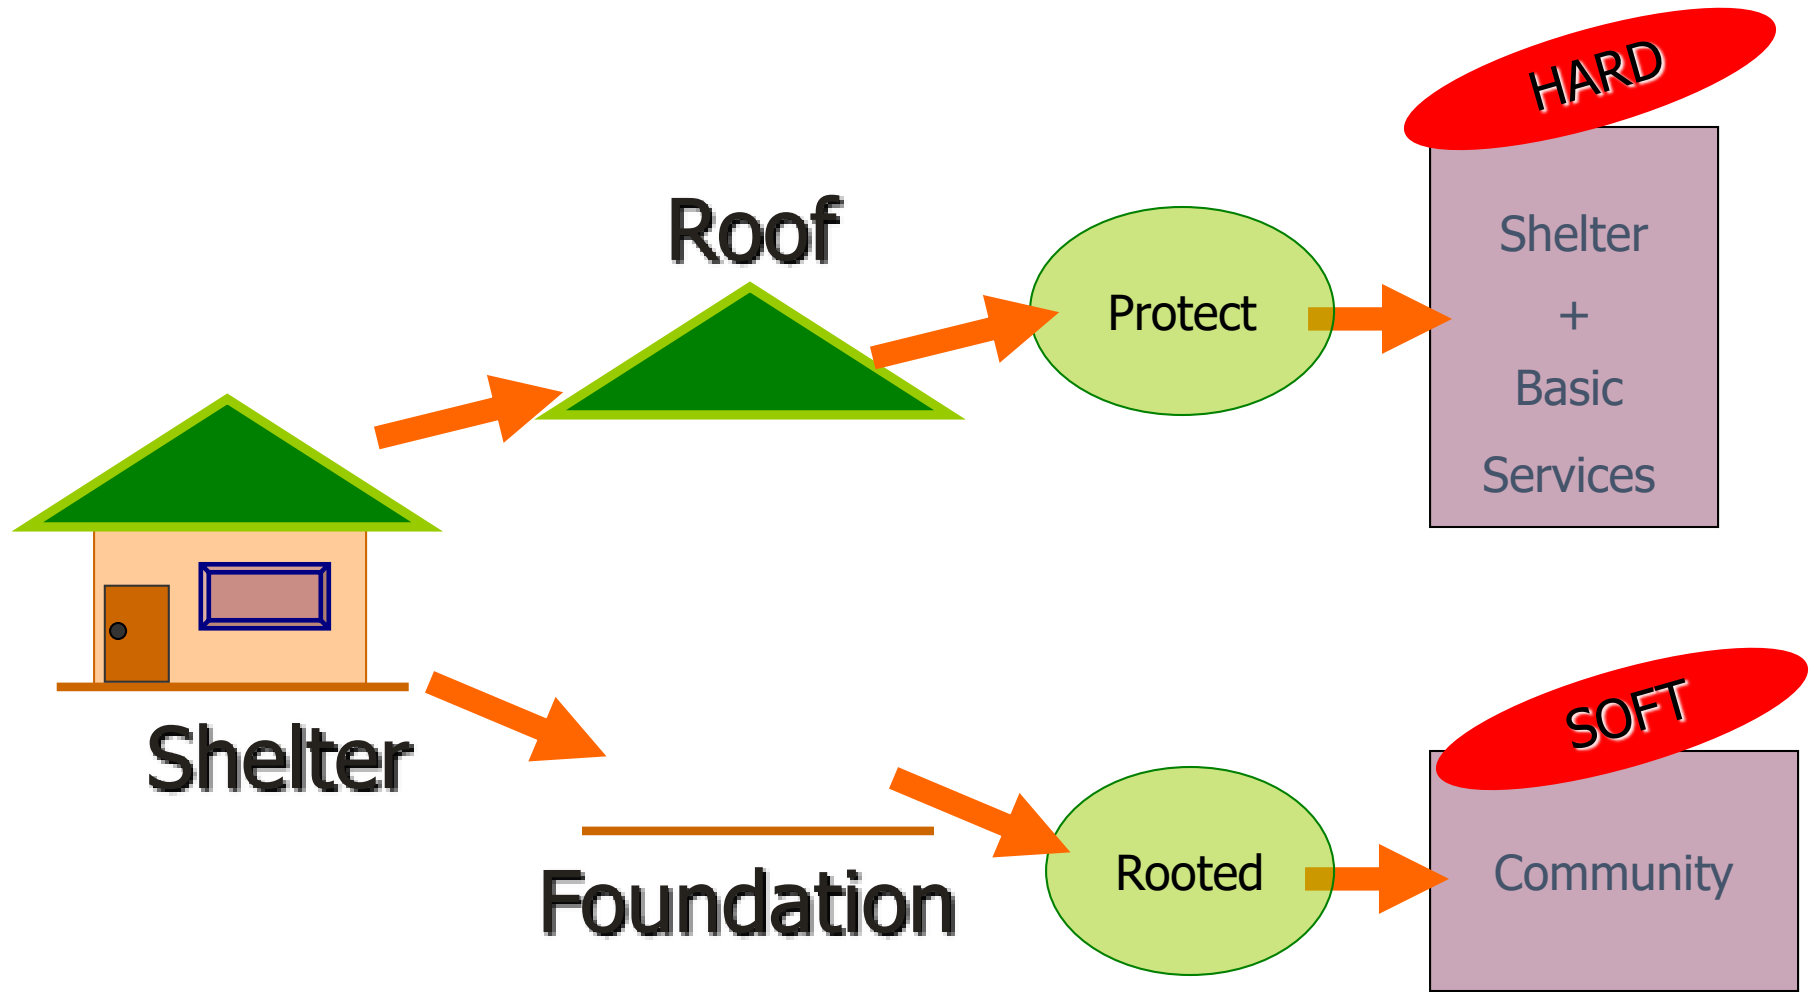 HARD
Roof
Protect
Shelter
+
Basic
Services
Shelter
SOFT
Foundation
Rooted
Community